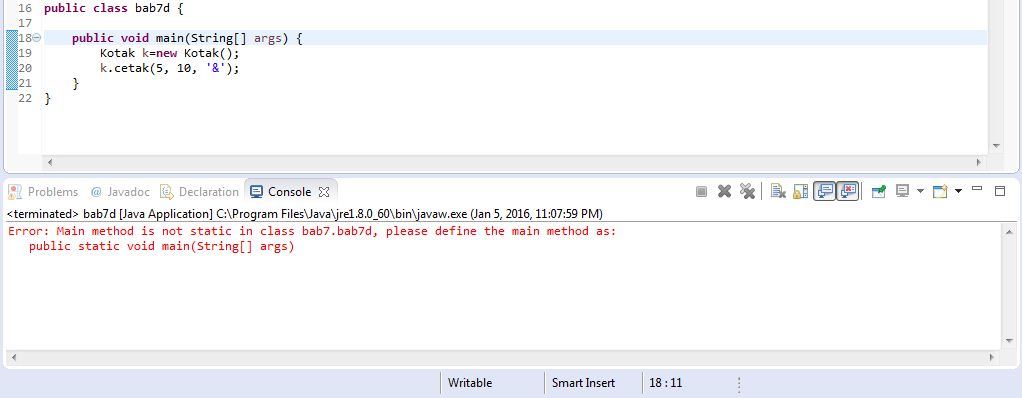 16 public class bab7d {
17
18 public void main(String[] args) {
19 Kotak k=new Kotak();
20 k.cetak(5, 10, '&');
21 }
22 }
Problems @ Javadoc Declaration Console
<terminated> bab7d [Java Application] C:\Program Files\Java\jre1.8.0_60\bin\javaw.exe (Jan 5, 2016, 11:07:59 PM)
Error: Main method is not static in class bab7.bab7d, please define the main method as:
public static void main(String[] args)
Writable Smart Insert 18 : 11